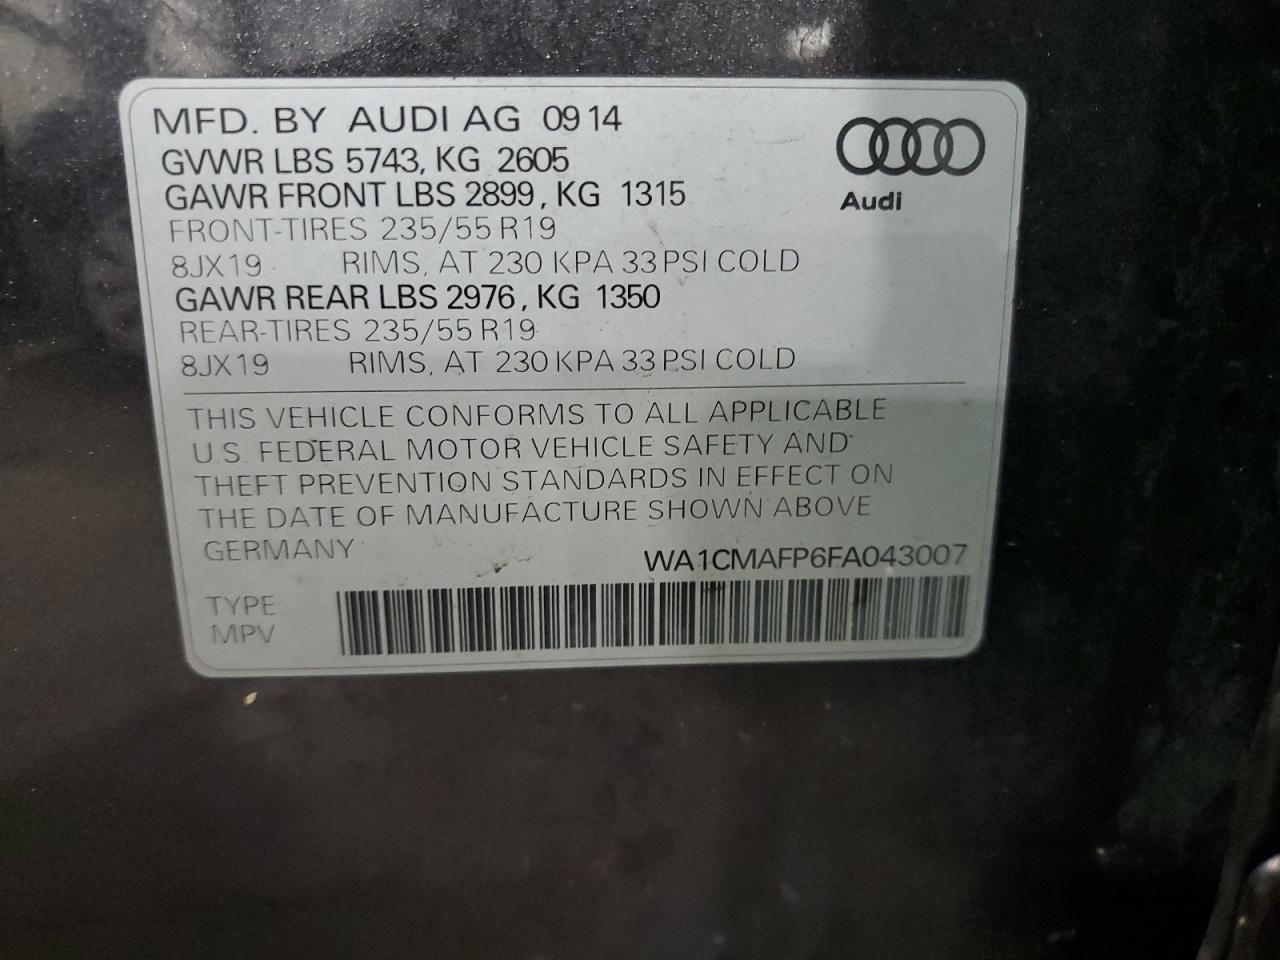 MFD. BY AUDI AG 09 14
GVWR LBS 5743, KG 2605
GAWR FRONT LBS 2899, KG 1315
FRONT-TIRES 235/55 R19
8JX19 RIMS, AT 230 KPA 33 PSI COLD
GAWR REAR LBS 2976, KG 1350
REAR-TIRES 235/55 R19
8JX19 RIMS, AT 230 KPA 33 PSI COLD
Audi
THIS VEHICLE CONFORMS TO ALL APPLICABLE
U.S. FEDERAL MOTOR VEHICLE SAFETY AND
THEFT PREVENTION STANDARDS IN EFFECT ON
THE DATE OF MANUFACTURE SHOWN ABOVE
GERMANY WA1CMAFP6FA043007
TYPE
MPV